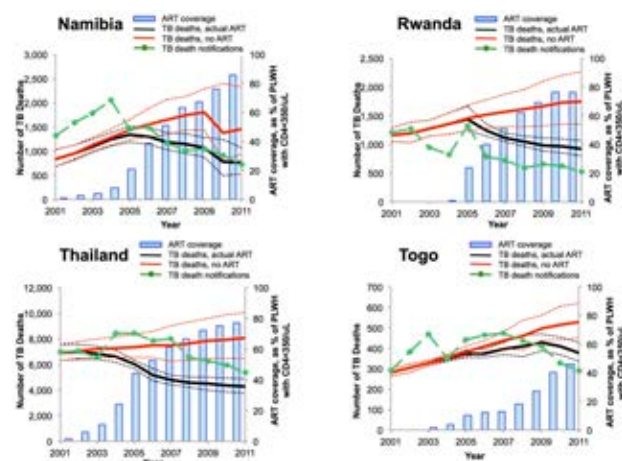 Namibia
ART coverage
TB deaths, actual ART
TB deaths, no ART
TB death notifications
Number of TB Deaths
3,000
2,500
2,000
1,500
1,000
500
0
100
80
60
40
20
0
ART coverage, as % of PLWH
with CD4<350/uL
2001 2003 2005 2007 2009 2011
Year
Rwanda
ART coverage
TB deaths, actual ART
TB deaths, no ART
TB death notifications
Number of TB Deaths
2,500
2,000
1,500
1,000
500
0
100
80
60
40
20
0
ART coverage, as % of PLWH
with CD4<350/uL
2001 2003 2005 2007 2009 2011
Year
Thailand
ART coverage
TB deaths, actual ART
TB deaths, no ART
TB death notifications
Number of TB Deaths
12,000
10,000
8,000
6,000
4,000
2,000
0
100
80
60
40
20
0
ART coverage, as % of PLWH
with CD4<350/uL
2001 2003 2005 2007 2009 2011
Year
Togo
ART coverage
TB deaths, actual ART
TB deaths, no ART
TB death notifications
Number of TB Deaths
700
600
500
400
300
200
100
0
100
80
60
40
20
0
ART coverage, as % of PLWH
with CD4<350/uL
2001 2003 2005 2007 2009 2011
Year